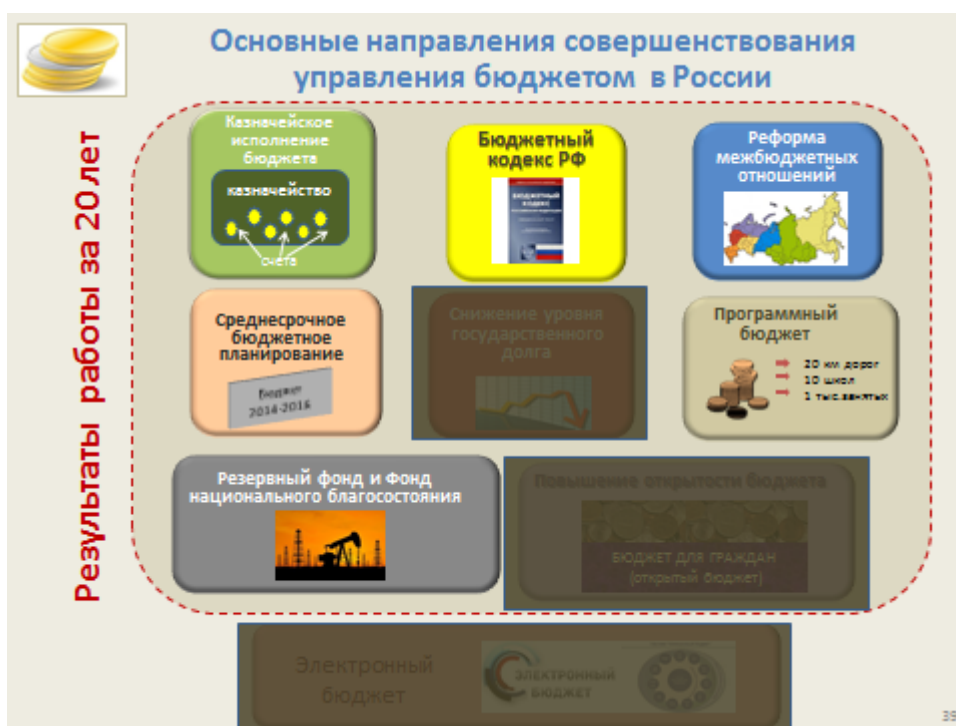 Основные направления совершенствования
управления бюджетом в России
Результаты работы за 20 лет
Казначейское
исполнение
бюджета
казначейство
счета
Бюджетный
кодекс РФ
БЮДЖЕТНЫЙ
КОДЕКС
Реформа
межбюджетных
отношений
Среднесрочное
бюджетное
планирование
Бюджет
2014-2016
Снижение уровня
государственного
долга
Программный
бюджет
20 км дорог
10 школ
1 тыс.занятых
Резервный фонд и Фонд
национального благосостояния
Повышение открытости бюджета
БЮДЖЕТ ДЛЯ ГРАЖДАН
(открытый бюджет)
Электронный
бюджет
ЭЛЕКТРОННЫЙ
БЮДЖЕТ
39